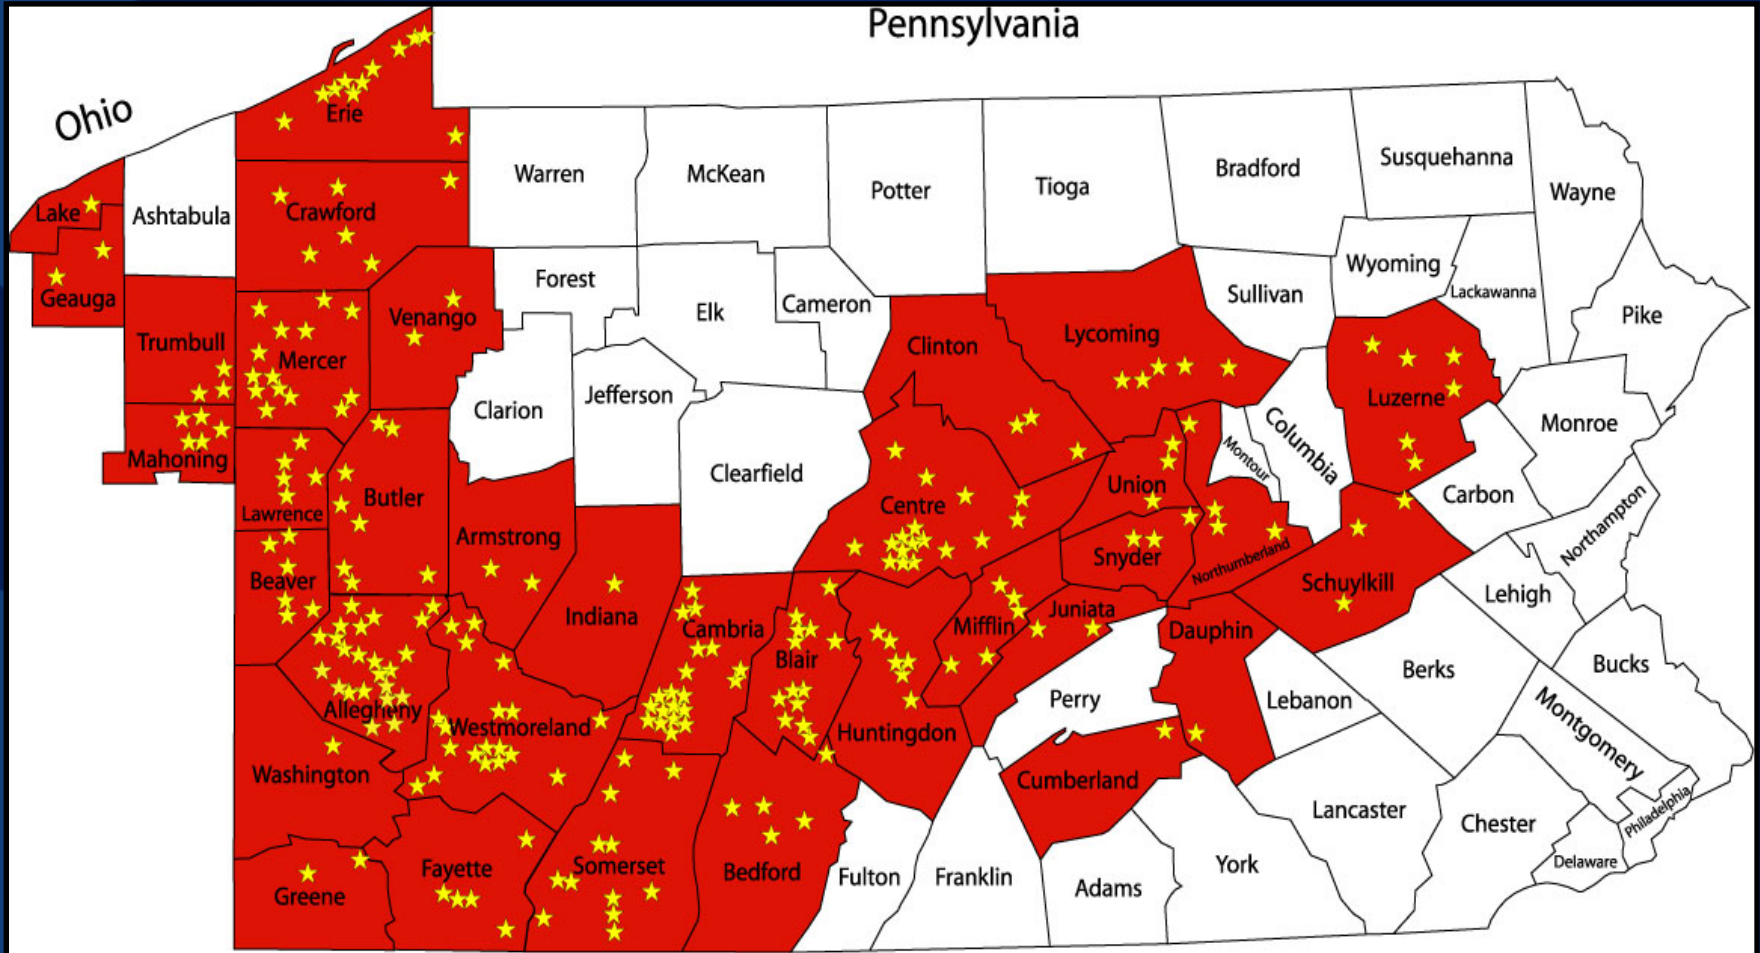 Pennsylvania
Ohio
Erie
Warren
McKean
Potter
Tioga
Bradford
Susquehanna
Wayne
Lake
Ashtabula
Crawford
Geauga
Forest
Elk
Cameron
Sullivan
Wyoming
Lackawanna
Pike
Trumbull
Mercer
Venango
Clarion
Jefferson
Clinton
Lycoming
Columbia
Montour
Luzerne
Monroe
Mahoning
Lawrence
Butler
Armstrong
Clearfield
Centre
Union
Carbon
Northampton
Beaver
Indiana
Cambria
Blair
Mifflin
Juniata
Snyder
Northumberland
Schuylkill
Lehigh
Allegheny
Westmoreland
Huntingdon
Perry
Dauphin
Lebanon
Berks
Bucks
Montgomery
Washington
Cumberland
Lancaster
Chester
Philadelphia
Delaware
Greene
Fayette
Somerset
Bedford
Fulton
Franklin
Adams
York